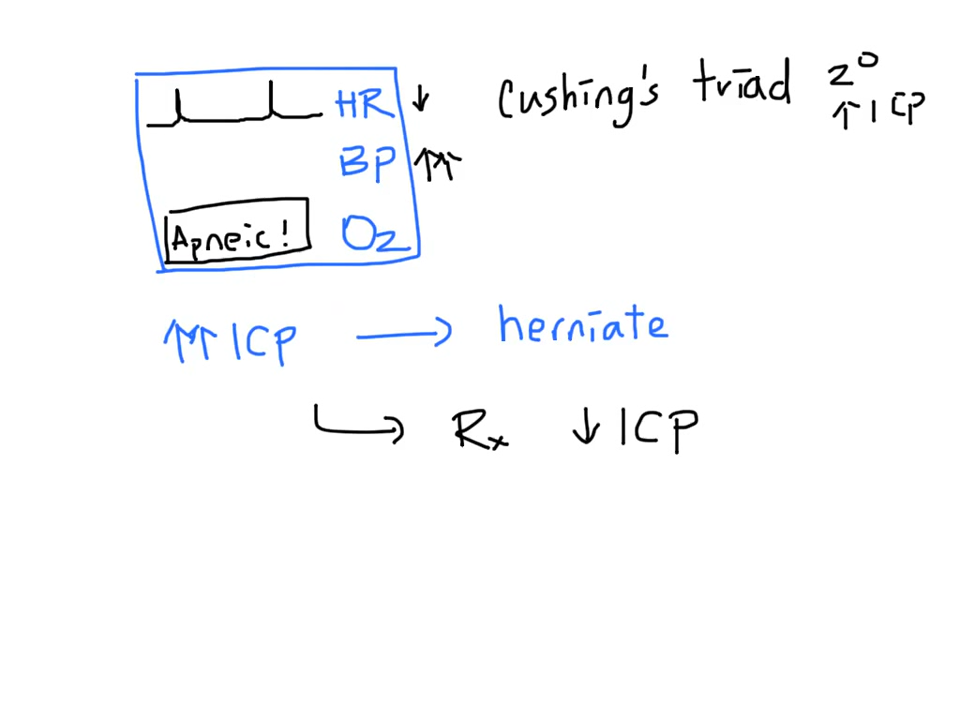 HR ↓ Cushing's triad 2° ↑ICP
BP ↑↑
Apneic! O2
↑↑ICP → herniate
↳ Rx ↓ICP